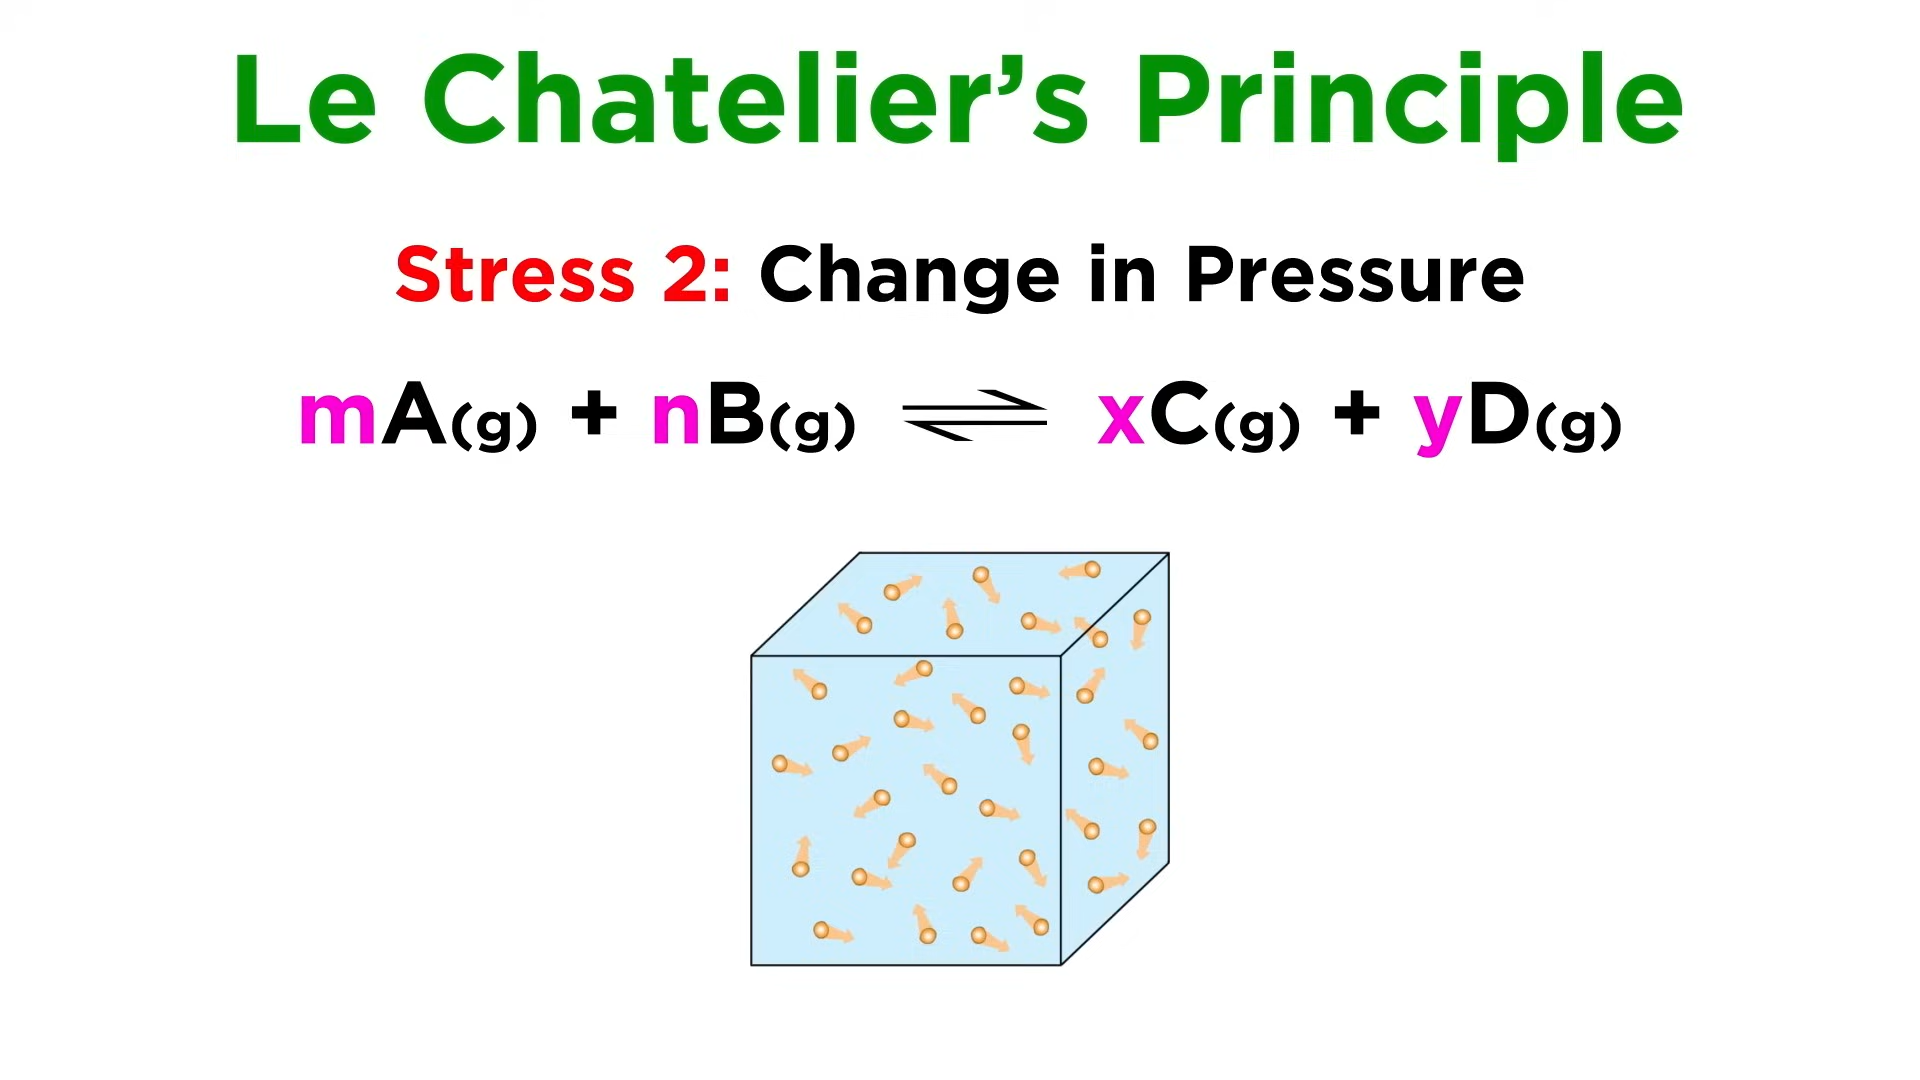 Le Chatelier’s Principle
Stress 2: Change in Pressure
mA(g) + nB(g) ⇌ xC(g) + yD(g)